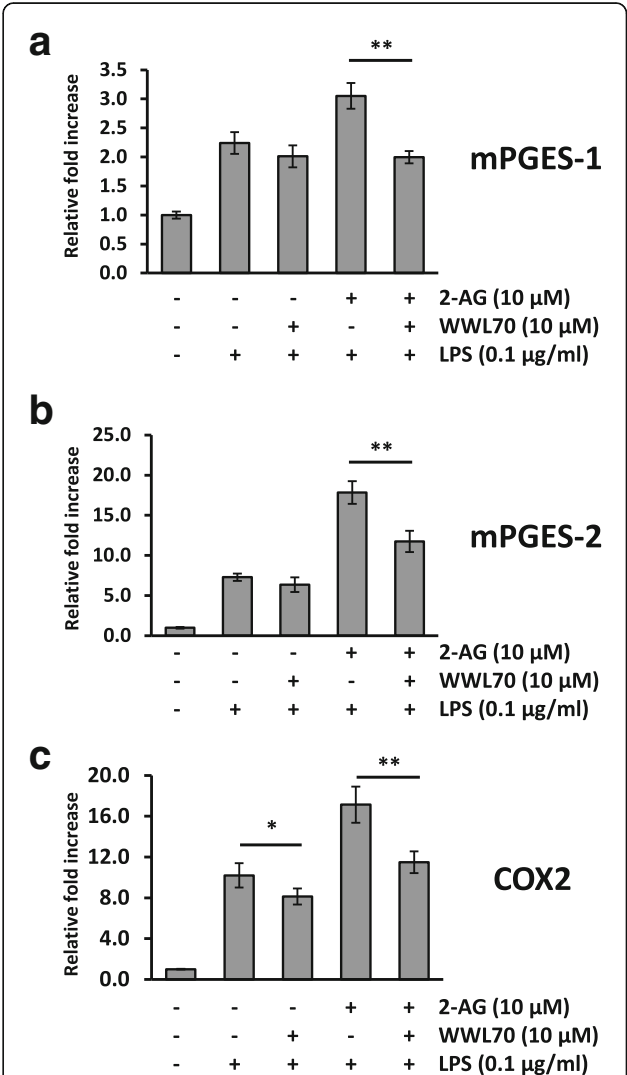 a
**
Relative fold increase
3.5
3.0
2.5
2.0
1.5
1.0
0.5
0.0
mPGES-1
- - - + + 2-AG (10 µM)
- - + - + WWL70 (10 µM)
- + + + + LPS (0.1 µg/ml)
b
**
Relative fold increase
25.0
20.0
15.0
10.0
5.0
0.0
mPGES-2
- - - + + 2-AG (10 µM)
- - + - + WWL70 (10 µM)
- + + + + LPS (0.1 µg/ml)
c
**
*
Relative fold increase
20.0
16.0
12.0
8.0
4.0
0.0
COX2
- - - + + 2-AG (10 µM)
- - + - + WWL70 (10 µM)
- + + + + LPS (0.1 µg/ml)